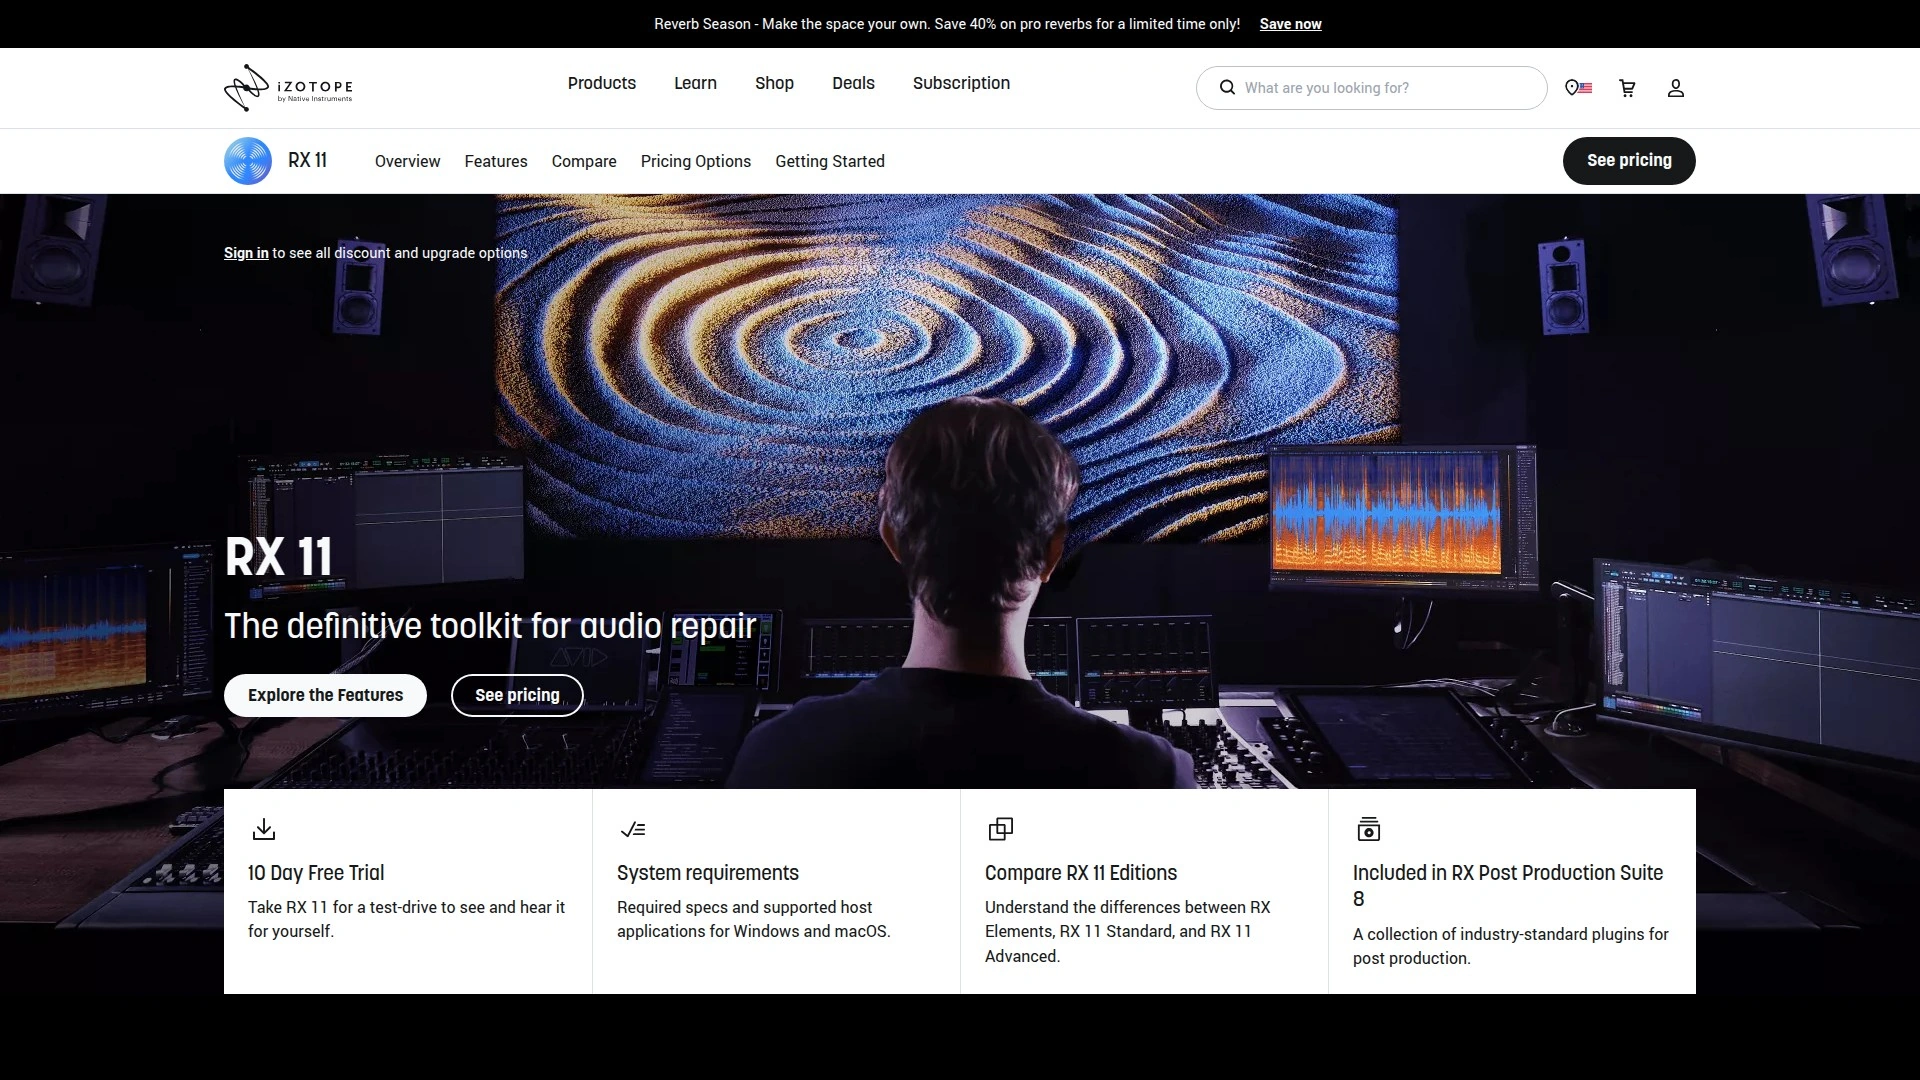 Reverb Season - Make the space your own. Save 40% on pro reverbs for a limited time only! Save now
iZOTOPE
by Native Instruments
Products Learn Shop Deals Subscription
What are you looking for?
RX 11
Overview Features Compare Pricing Options Getting Started
See pricing
Sign in to see all discount and upgrade options
RX 11
The definitive toolkit for audio repair
AVID
Explore the Features
See pricing
10 Day Free Trial
Take RX 11 for a test-drive to see and hear it
for yourself.
System requirements
Required specs and supported host
applications for Windows and macOS.
Compare RX 11 Editions
Understand the differences between RX
Elements, RX 11 Standard, and RX 11
Advanced.
Included in RX Post Production Suite
8
A collection of industry-standard plugins for
post production.